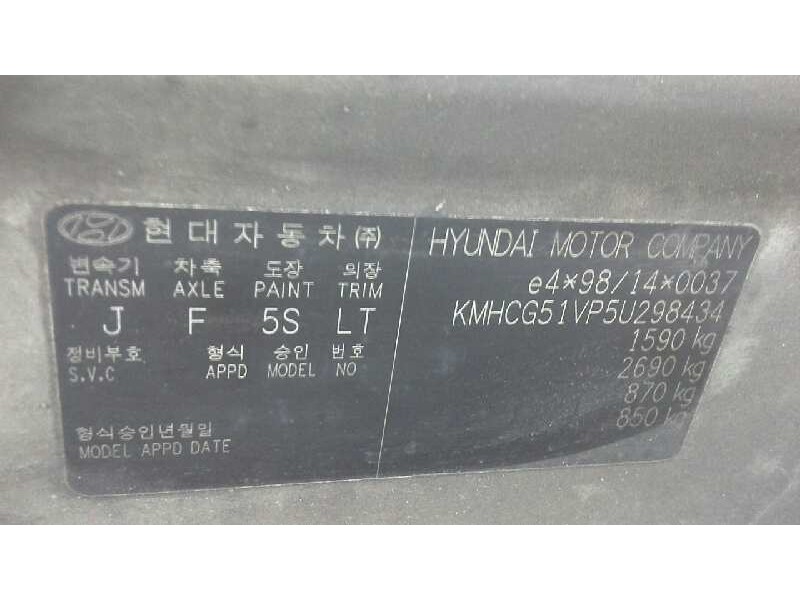 현대자동차(주)
변속기 차축 도장 의장
TRANSM AXLE PAINT TRIM
J F 5S LT
정비부호 형식 승인 번호
S.V.C APPD MODEL NO
형식승인년월일
MODEL APPD DATE
HYUNDAI MOTOR COMPANY
e4*98/14*0037
KMHCG51VP5U298434
1590 kg
2690 kg
870 kg
850 kg